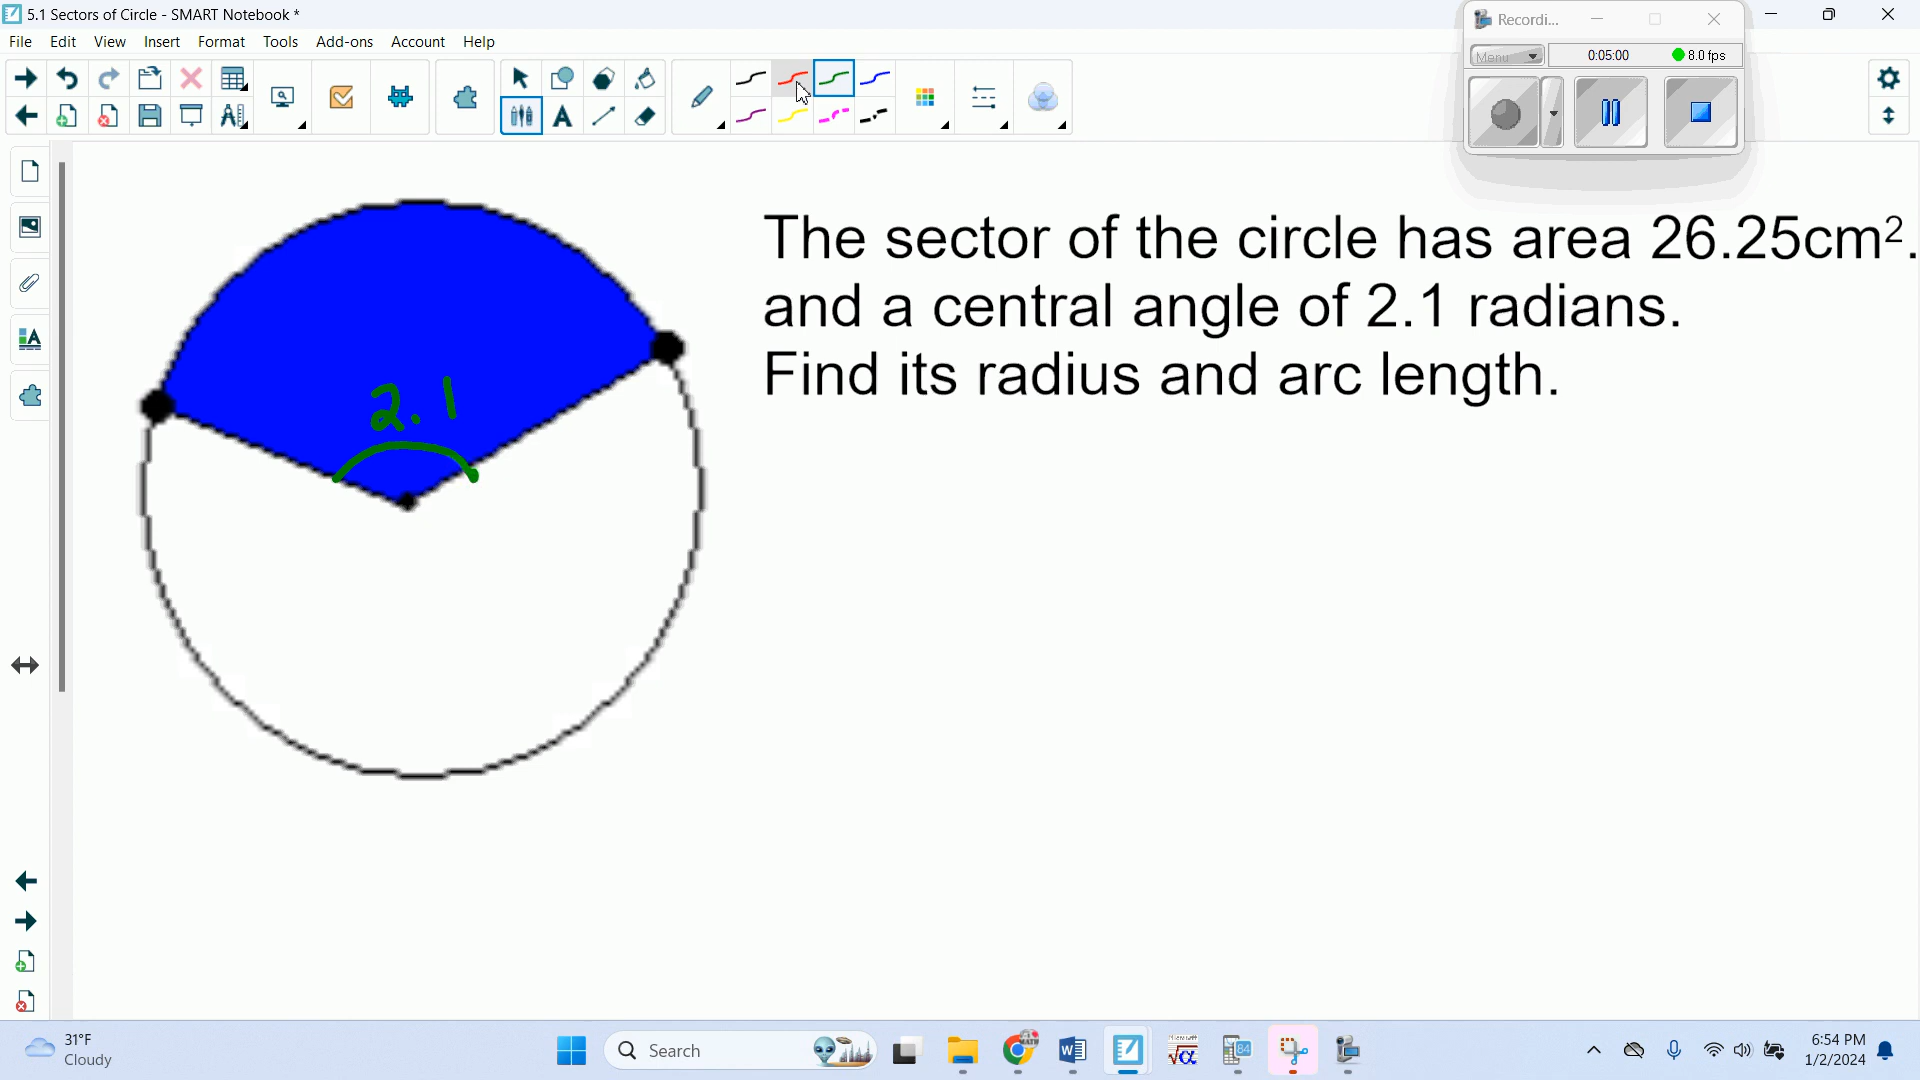 5.1 Sectors of Circle - SMART Notebook *
Recordi...
File Edit View Insert Format Tools Add-ons Account Help
Menu 0:05:00 8.0 fps
The sector of the circle has area 26.25cm².
and a central angle of 2.1 radians.
Find its radius and arc length.
2.1
31°F
Cloudy
Search
MATH
84
6:54 PM
1/2/2024